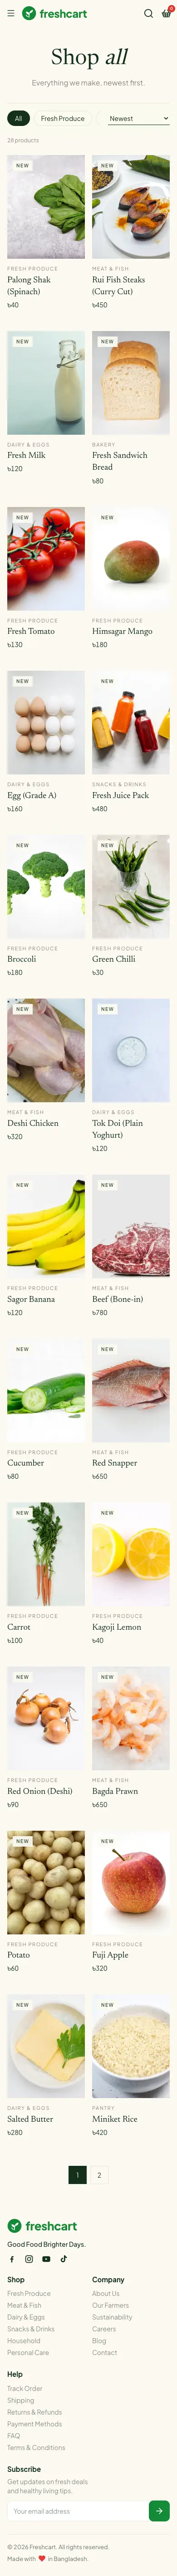 freshcart
0
Shop all
Everything we make, newest first.
All
Fresh Produce
Newest
28 products
NEW
FRESH PRODUCE
Palong Shak (Spinach)
৳40
NEW
MEAT & FISH
Rui Fish Steaks (Curry Cut)
৳450
NEW
DAIRY & EGGS
Fresh Milk
৳120
NEW
BAKERY
Fresh Sandwich Bread
৳80
NEW
FRESH PRODUCE
Fresh Tomato
৳130
NEW
FRESH PRODUCE
Himsagar Mango
৳180
NEW
DAIRY & EGGS
Egg (Grade A)
৳160
NEW
SNACKS & DRINKS
Fresh Juice Pack
৳480
NEW
FRESH PRODUCE
Broccoli
৳180
NEW
FRESH PRODUCE
Green Chilli
৳30
NEW
MEAT & FISH
Deshi Chicken
৳320
NEW
DAIRY & EGGS
Tok Doi (Plain Yoghurt)
৳120
NEW
FRESH PRODUCE
Sagor Banana
৳120
NEW
MEAT & FISH
Beef (Bone-in)
৳780
NEW
FRESH PRODUCE
Cucumber
৳80
NEW
MEAT & FISH
Red Snapper
৳650
NEW
FRESH PRODUCE
Carrot
৳100
NEW
FRESH PRODUCE
Kagoji Lemon
৳40
NEW
FRESH PRODUCE
Red Onion (Deshi)
৳90
NEW
MEAT & FISH
Bagda Prawn
৳650
NEW
FRESH PRODUCE
Potato
৳60
NEW
FRESH PRODUCE
Fuji Apple
৳320
NEW
DAIRY & EGGS
Salted Butter
৳280
NEW
PANTRY
Miniket Rice
৳420
1
2
freshcart
Good Food Brighter Days.
Shop
Fresh Produce
Meat & Fish
Dairy & Eggs
Snacks & Drinks
Household
Personal Care
Company
About Us
Our Farmers
Sustainability
Careers
Blog
Contact
Help
Track Order
Shipping
Returns & Refunds
Payment Methods
FAQ
Terms & Conditions
Subscribe
Get updates on fresh deals
and healthy living tips.
Your email address
© 2026 Freshcart. All rights reserved.
Made with ❤ in Bangladesh.